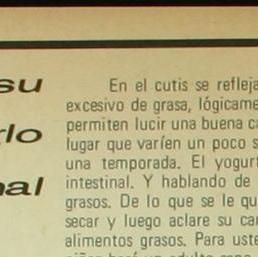 su
rlo
nal
En el cutis se refleja
excesivo de grasa, lógicame
permiten lucir una buena ca
lugar que varíen un poco s
una temporada. El yogurt
intestinal. Y hablando de
grasos. De lo que se le qu
secar y luego aclare su car
alimentos grasos. Para uste